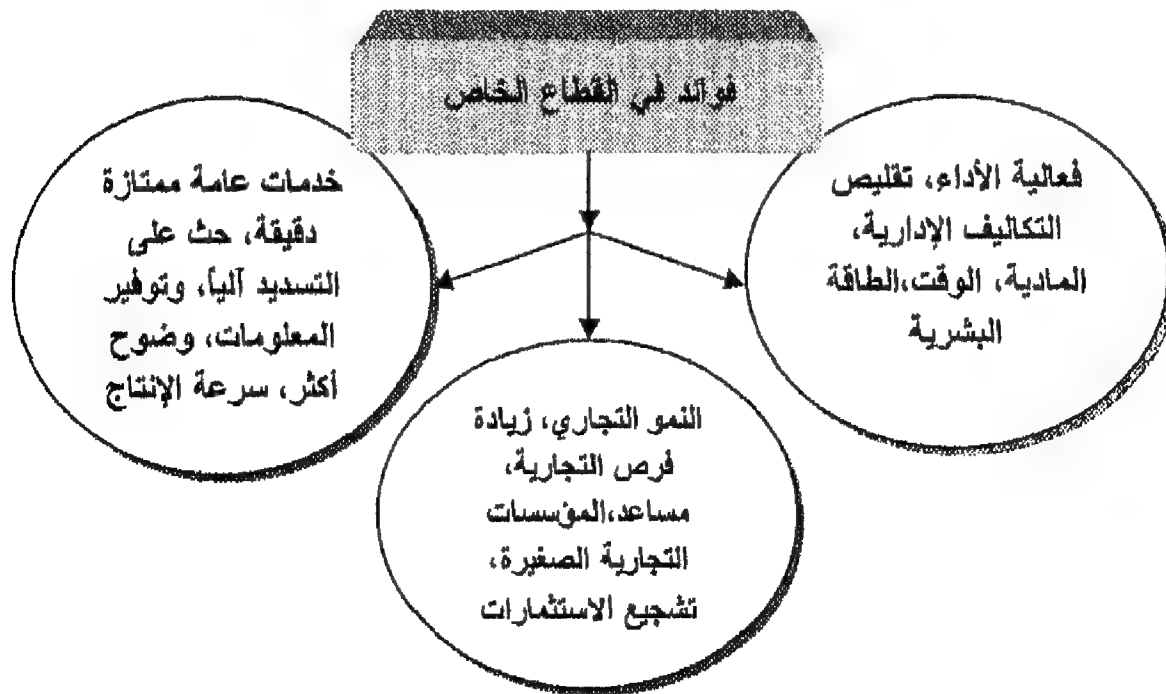 فوائد في القطاع الخاص
فعالية الأداء، تقليص
التكاليف الإدارية،
المادية، الوقت،الطاقة
البشرية
النمو التجاري، زيادة
فرص التجارية،
مساعد،المؤسسات
التجارية الصغيرة،
تشجيع الاستثمارات
خدمات عامة ممتازة
دقيقة، حث على
التسديد آلياً، وتوفير
المعلومات، وضوح
أكثر، سرعة الإنتاج